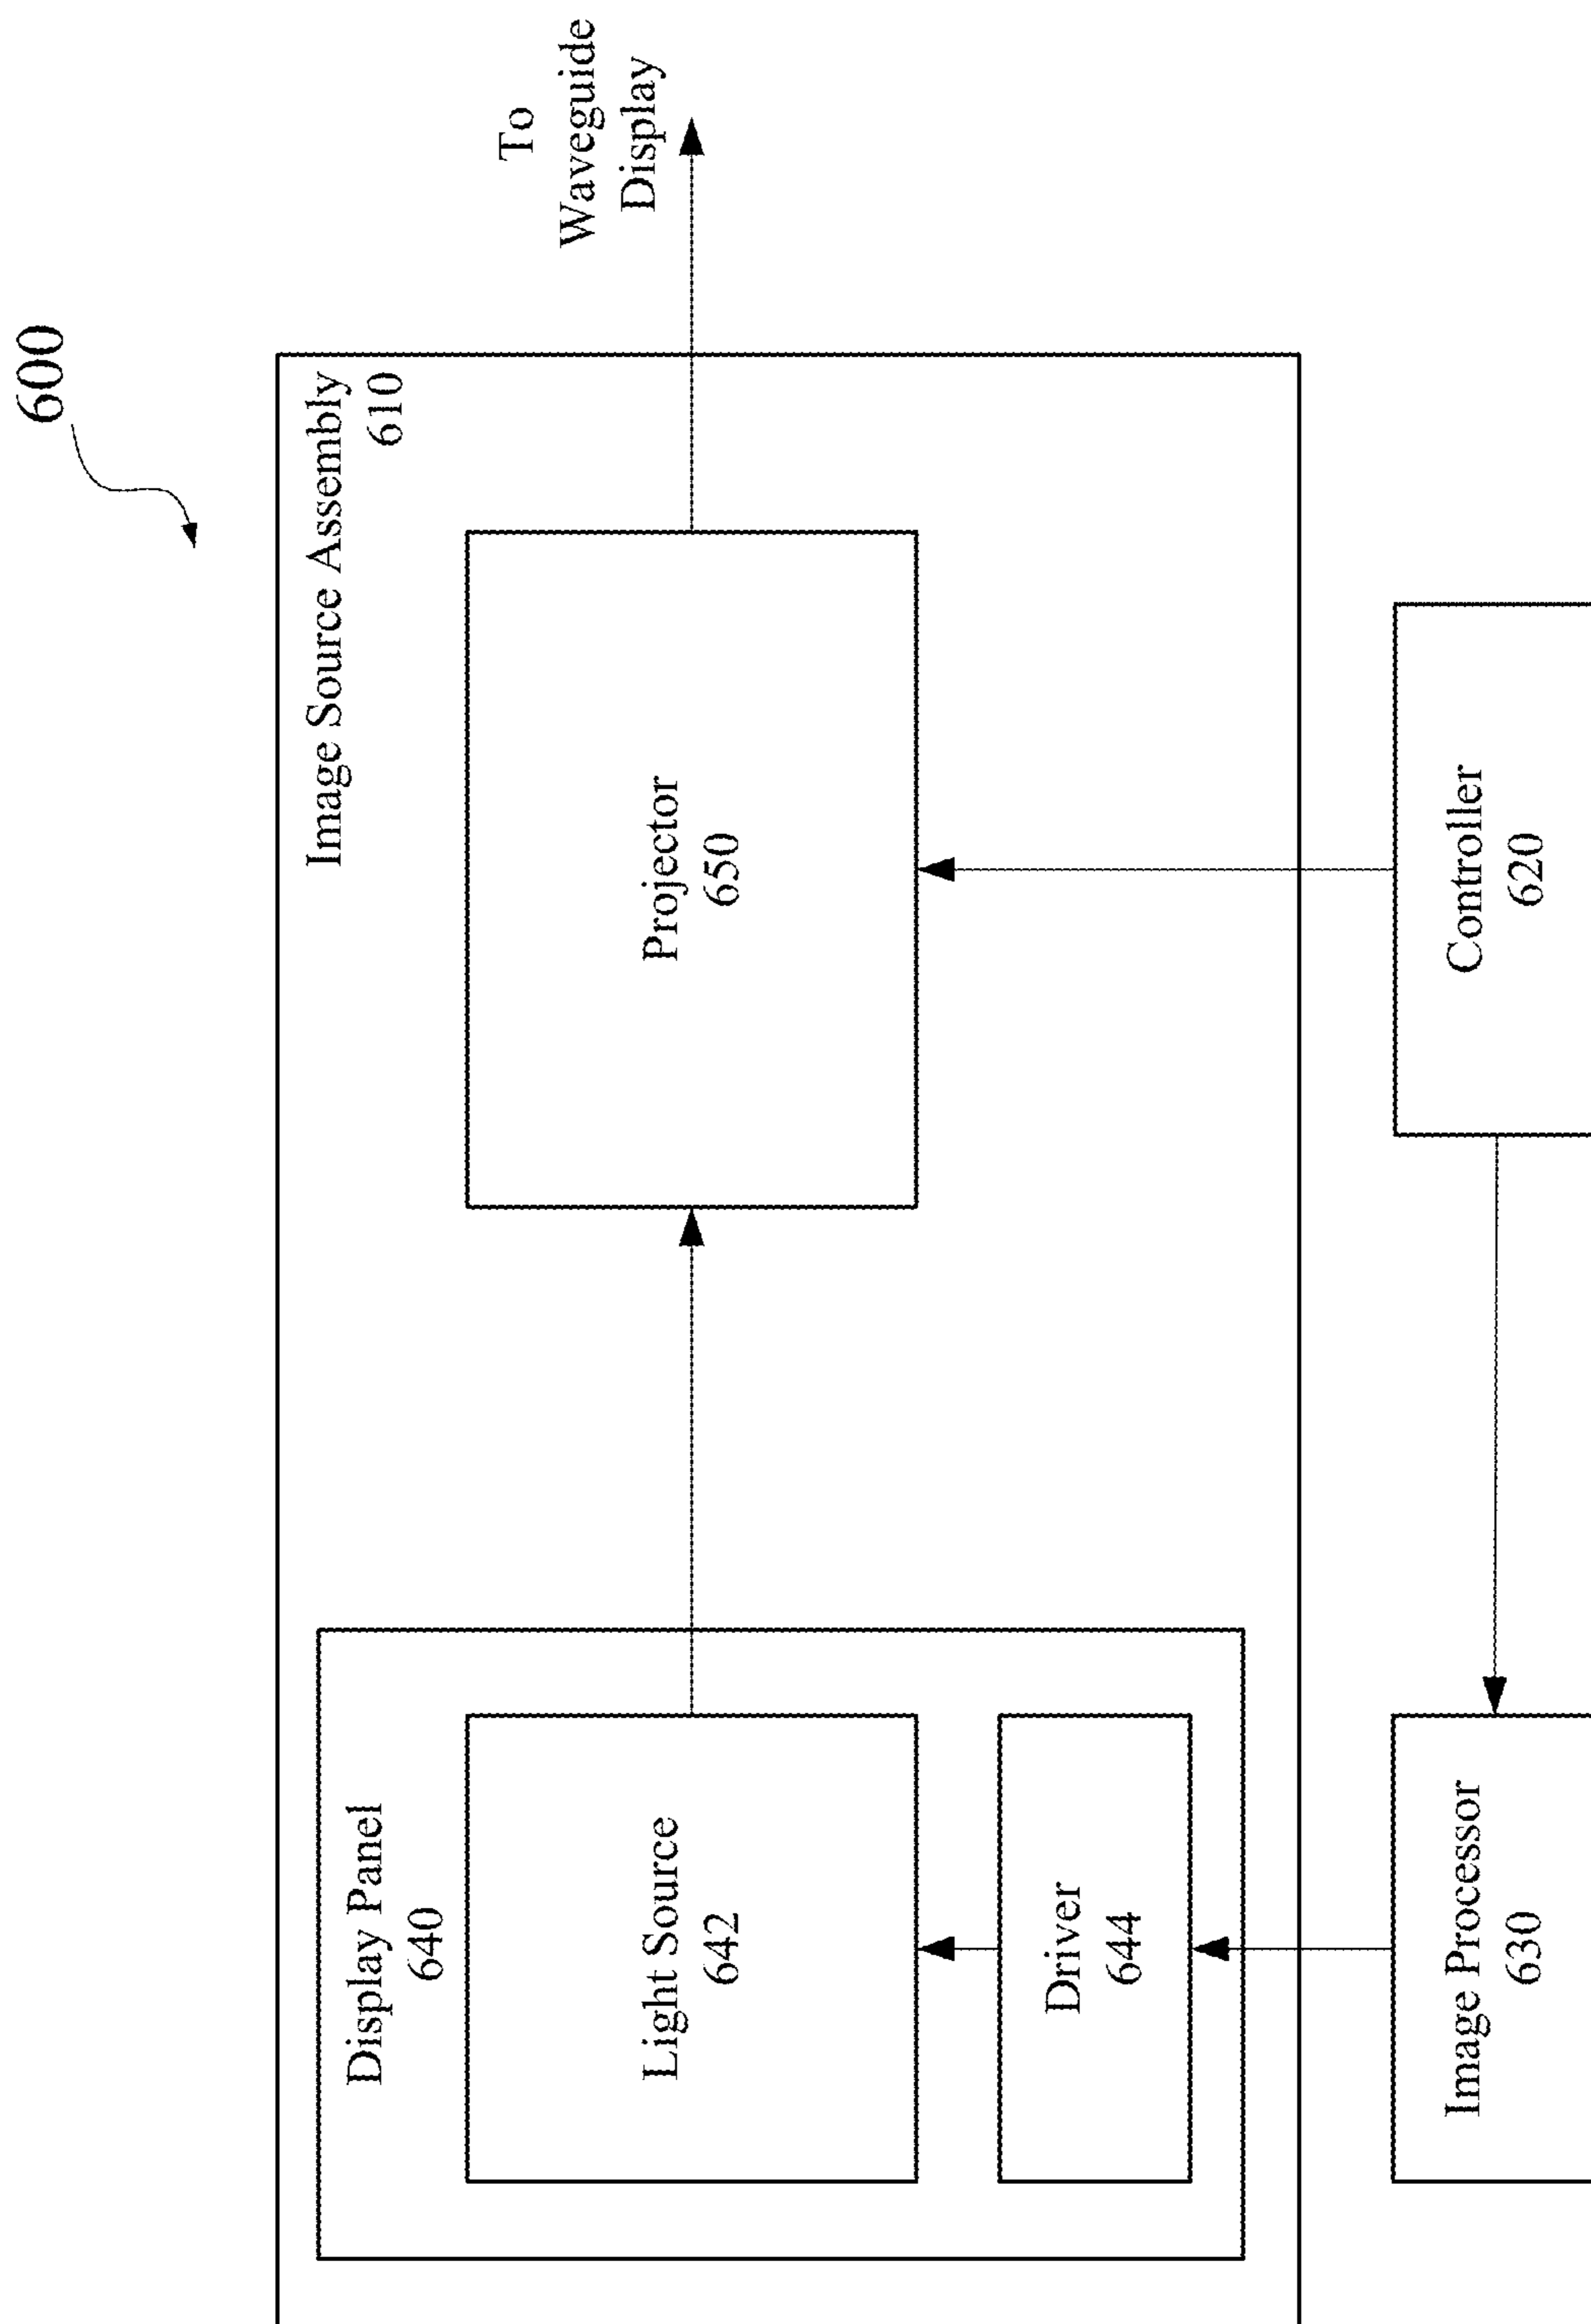 600
Image Source Assembly
610
To
Waveguide
Display
Display Panel
640
Light Source
642
Projector
650
Driver
644
Image Processor
630
Controller
620